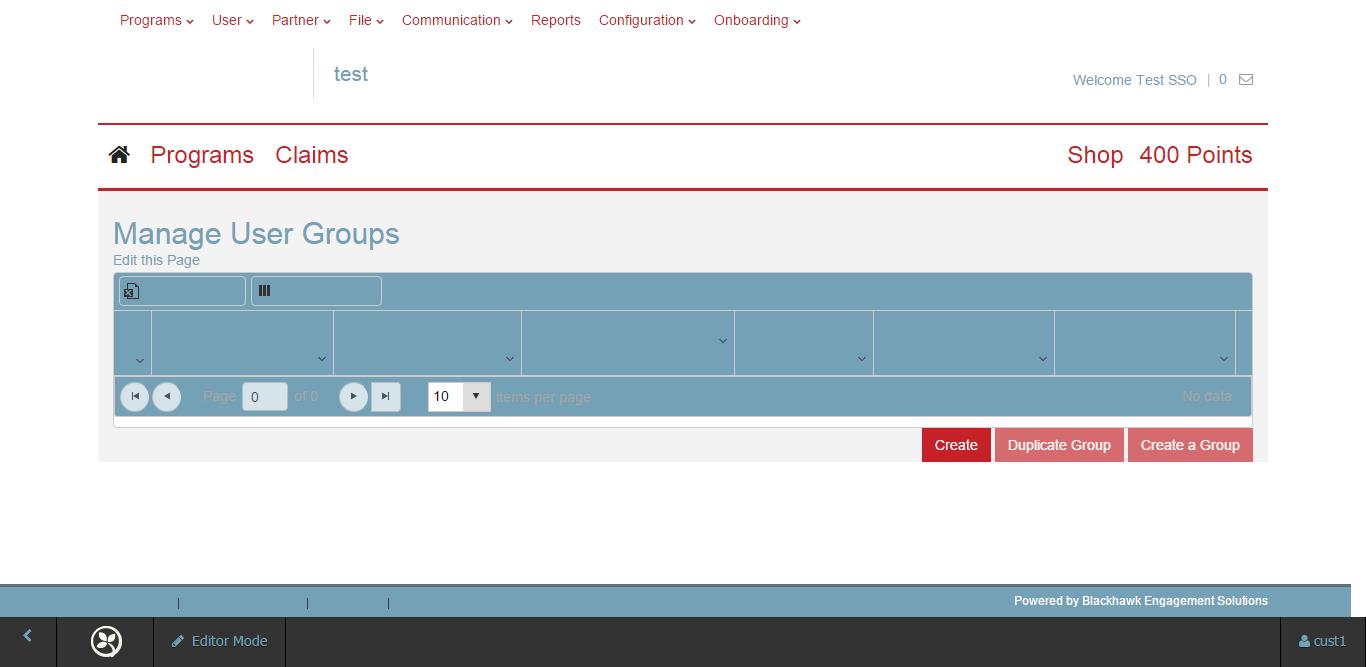 Programs User Partner File Communication Reports Configuration Onboarding
test
Welcome Test SSO | 0
Programs Claims Shop 400 Points
Manage User Groups
Edit this Page
Page 0 of 0 10 items per page No data
Create Duplicate Group Create a Group
| | | Powered by Blackhawk Engagement Solutions
Editor Mode cust1